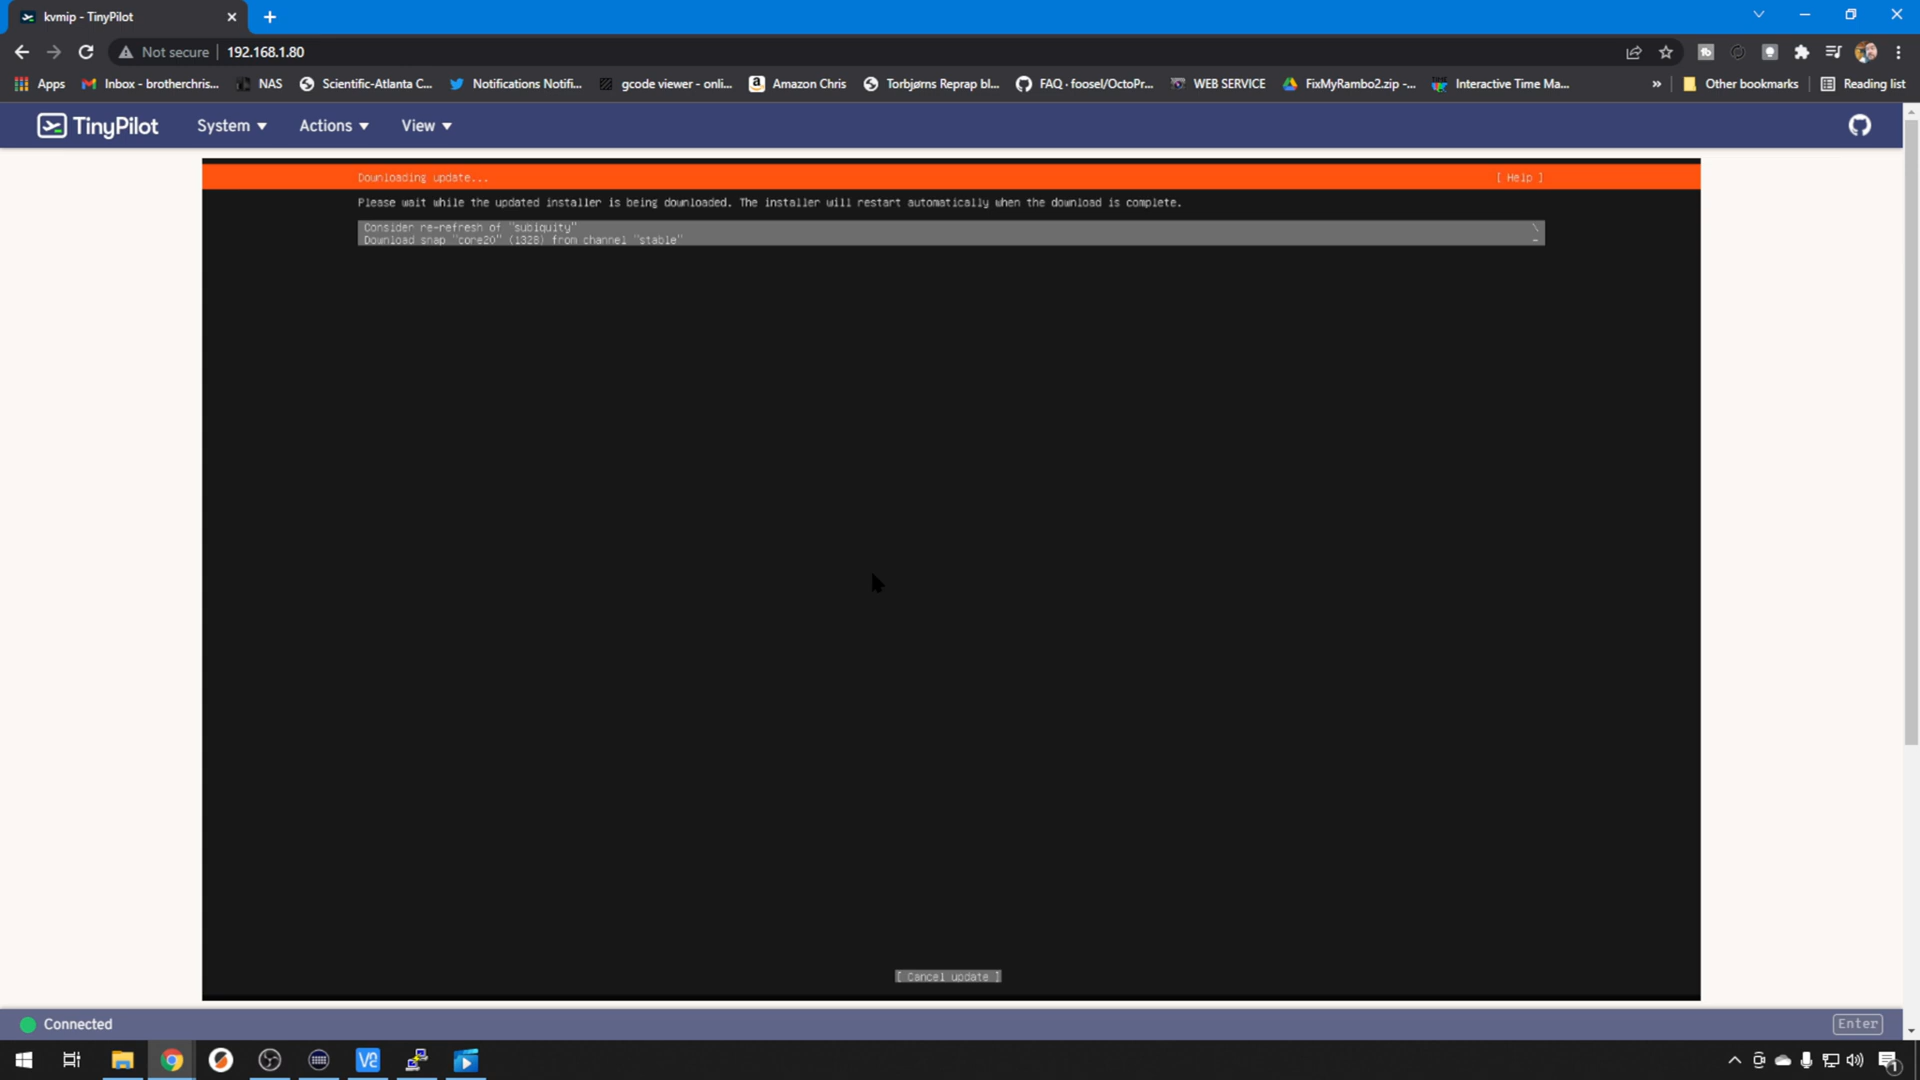 kvmip - TinyPilot
Not secure 192.168.1.80
Apps Inbox - brotherchris... NAS Scientific-Atlanta C... Notifications Notifi... gcode viewer - onli... Amazon Chris Torbjørns Reprap bl... FAQ · foosel/OctoPr... WEB SERVICE FixMyRambo2.zip -... Interactive Time Ma... » Other bookmarks Reading list
TinyPilot System Actions View
Downloading update... [ Help ]
Please wait while the updated installer is being downloaded. The installer will restart automatically when the download is complete.
Consider re-refresh of "subiquity" \
Download snap "core20" (1328) from channel "stable" -
[ Cancel update ]
Connected Enter
VC
1